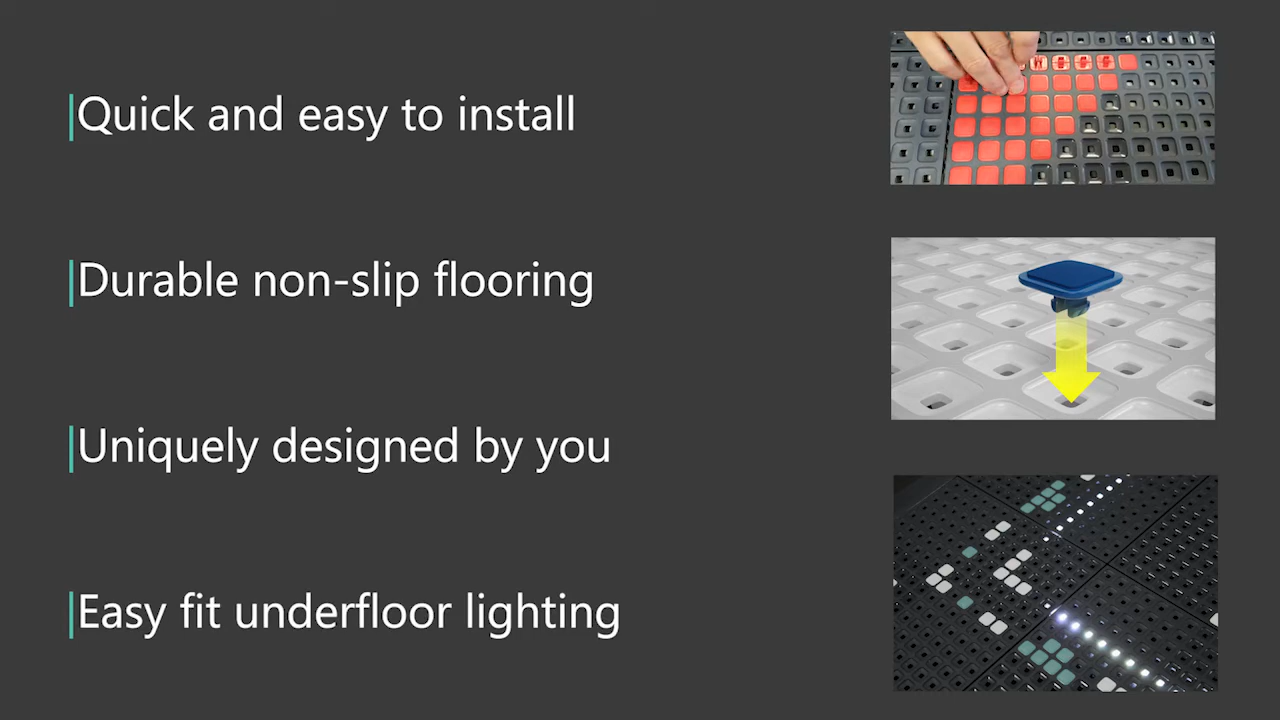 Quick and easy to install
Durable non-slip flooring
Uniquely designed by you
Easy fit underfloor lighting